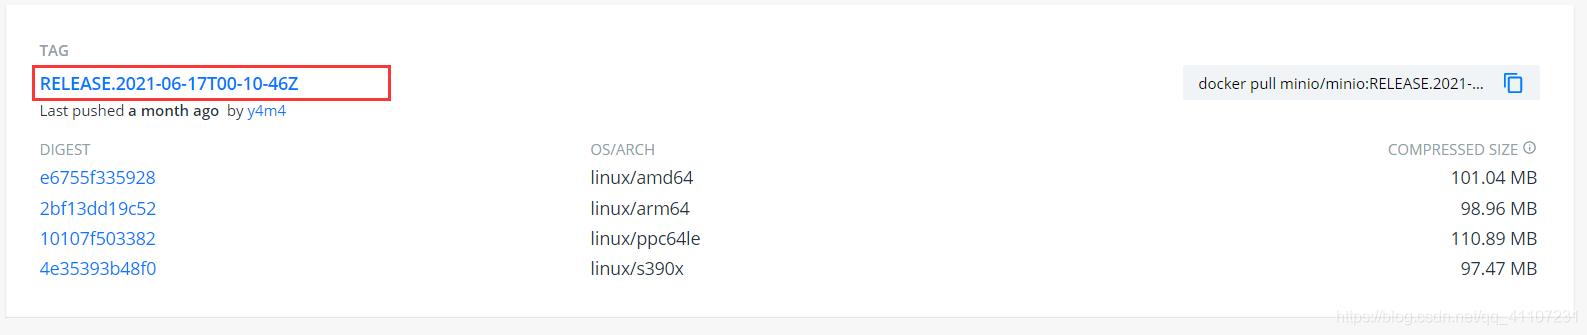 TAG
RELEASE.2021-06-17T00-10-46Z
docker pull minio/minio:RELEASE.2021-...
Last pushed a month ago by y4m4
DIGEST OS/ARCH COMPRESSED SIZE
e6755f335928 linux/amd64 101.04 MB
2bf13dd19c52 linux/arm64 98.96 MB
10107f503382 linux/ppc64le 110.89 MB
4e35393b48f0 linux/s390x 97.47 MB
https://blog.csdn.net/qq_41107231